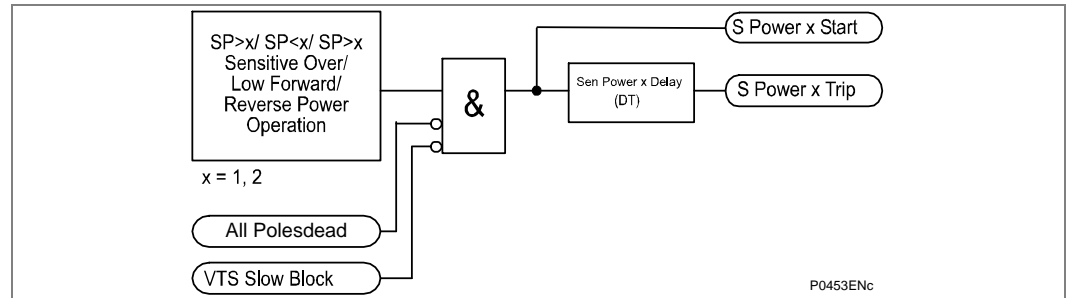 SP>x/ SP<x/ SP>x
Sensitive Over/
Low Forward/
Reverse Power
Operation
x = 1, 2
&
S Power x Start
Sen Power x Delay
(DT)
S Power x Trip
All Polesdead
VTS Slow Block
P0453ENc